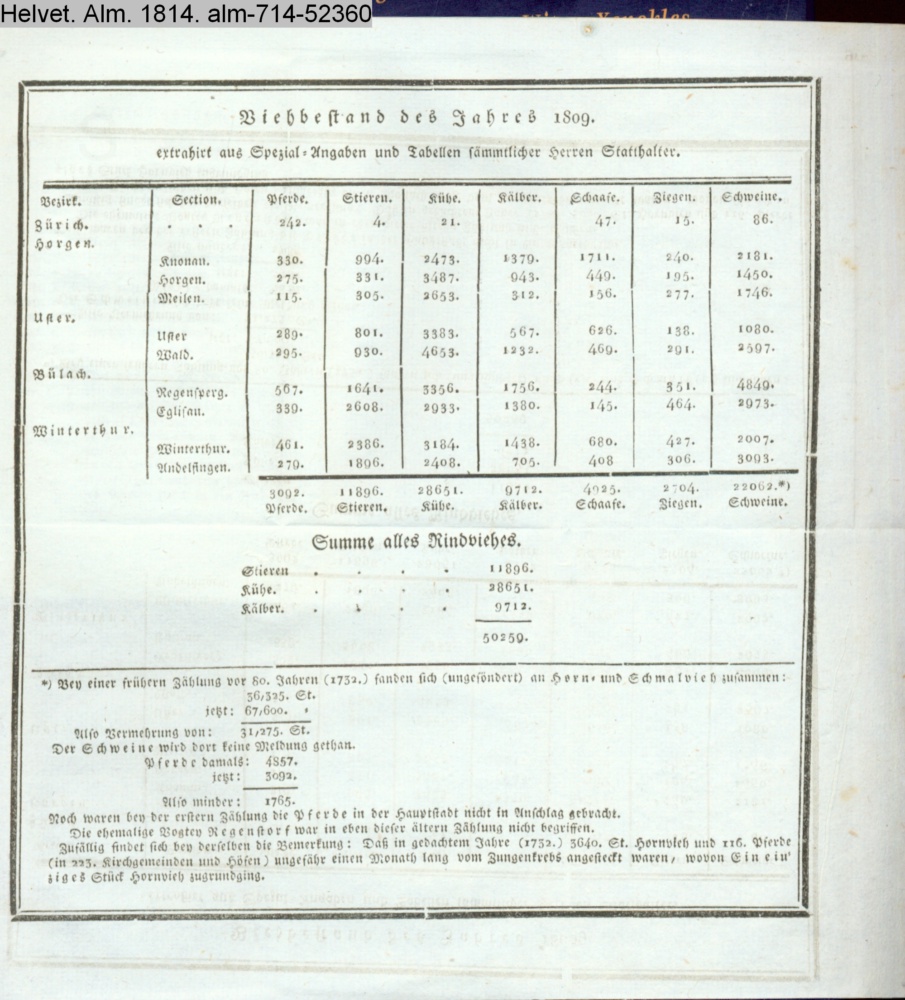 Helvet. Alm. 1814. alm-714-52360
Viehbestand des Jahres 1809.
extrahirt aus Spezial-Angaben und Tabellen sämmtlicher Herren Statthalter.
Bezirk. Section. Pferde. Stieren. Kühe. Kälber. Schaafe. Ziegen. Schweine.
Zürich. . . 242. 4. 21. 47. 15. 86.
Horgen.
Knonau. 330. 994. 2473. 1379. 1711. 240. 2181.
Horgen. 275. 331. 3487. 943. 449. 195. 1450.
Meilen. 115. 305. 2653. 312. 156. 277. 1746.
Uster.
Uster 289. 801. 3383. 567. 626. 138. 1080.
Wald. 295. 930. 4653. 1232. 469. 291. 2597.
Bülach.
Regensperg. 567. 1641. 3356. 1756. 244. 351. 4849.
Eglisau. 339. 2608. 2933. 1380. 145. 464. 2973.
Winterthur.
Winterthur. 461. 2386. 3184. 1438. 680. 427. 2007.
Andelfingen. 279. 1896. 2408. 705. 408 306. 3093.
3092. 11896. 28651. 9712. 4925. 2704. 22062.*)
Pferde. Stieren. Kühe. Kälber. Schaafe. Ziegen. Schweine.
Summe alles Rindviehes.
Stieren . . . . 11896.
Kühe. . . . . 28651.
Kälber. . . . . 9712.
50259.
*) Bey einer frühern Zählung vor 80. Jahren (1732.) fanden sich (ungesöndert) an Horn- und Schmalvieh zusammen:
36,325. St.
jetzt: 67,600. "
Also Vermehrung von: 31,275. St.
Der Schweine wird dort keine Meldung gethan.
Pferde damals: 4857.
jetzt: 3092.
Also minder: 1765.
Noch waren bey der erstern Zählung die Pferde in der Hauptstadt nicht in Anschlag gebracht.
Die ehemalige Vogtey Regenstorf war in eben dieser ältern Zählung nicht begriffen.
Zufällig findet sich bey derselben die Bemerkung: Daß in gedachtem Jahre (1732.) 3640. St. Hornvieh und 116. Pferde
(in 223. Kirchgemeinden und Höfen) ungefähr einen Monath lang vom Zungenkrebs angesteckt waren, wovon Ein ein
ziges Stück Hornvieh zugrundging.